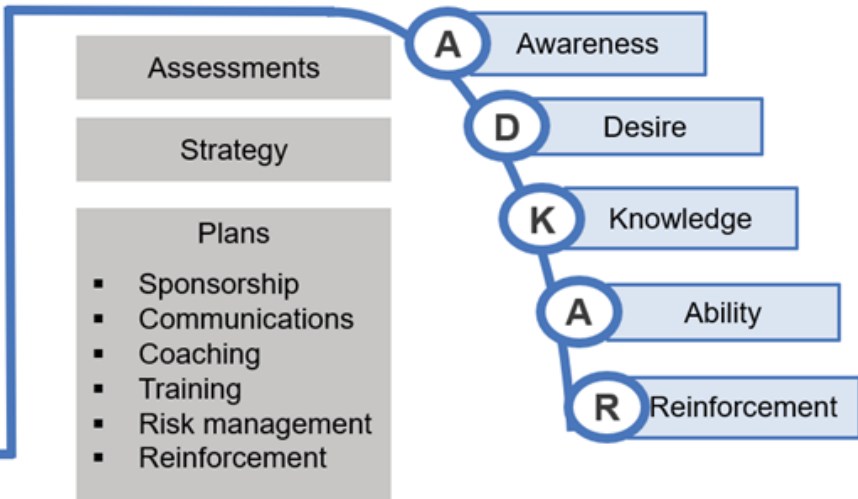 Assessments
Strategy
Plans
▪ Sponsorship
▪ Communications
▪ Coaching
▪ Training
▪ Risk management
▪ Reinforcement
A Awareness
D Desire
K Knowledge
A Ability
R Reinforcement